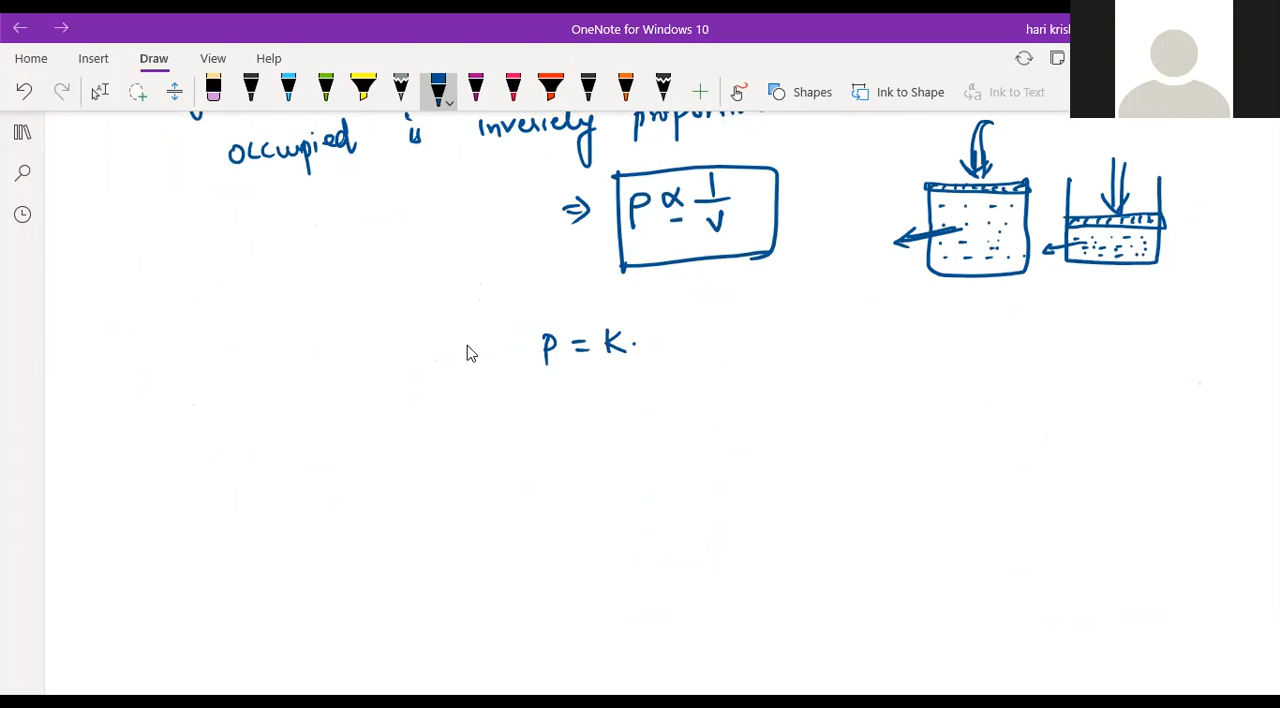 OneNote for Windows 10
hari krish
Home Insert Draw View Help
Shapes Ink to Shape Ink to Text
occupied is inversely
⇒ P ∝ 1/V
P = K.